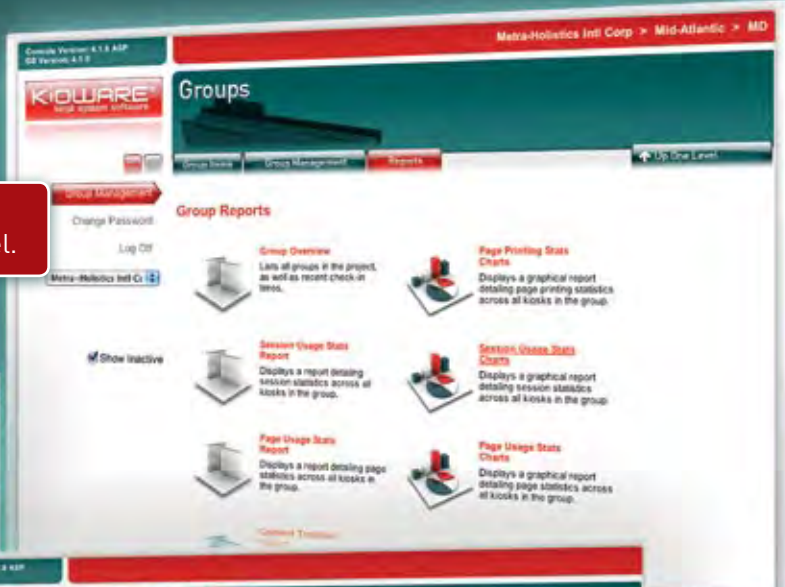 Metra-Holistics Intl Corp > Mid-Atlantic > MD
Console Version: 4.1.0 ASP
KIOWARE
kiosk system software
Groups
Group Items
Group Management
Reports
Up One Level
Group Management
Change Password
Log Off
Metra-Holistics Intl Co
Show Inactive
el.
Group Reports
Group Overview
Lists all groups in the project,
as well as recent check-in
times.
Page Printing Stats
Charts
Displays a graphical report
detailing page printing statistics
across all kiosks in the group.
Session Usage Stats
Report
Displays a report detailing
session statistics across all
kiosks in the group.
Session Usage Stats
Charts
Displays a graphical report
detailing session statistics
across all kiosks in the group.
Page Usage Stats
Report
Displays a report detailing page
statistics across all kiosks in
the group.
Page Usage Stats
Charts
Displays a graphical report
detailing page statistics across
all kiosks in the group.